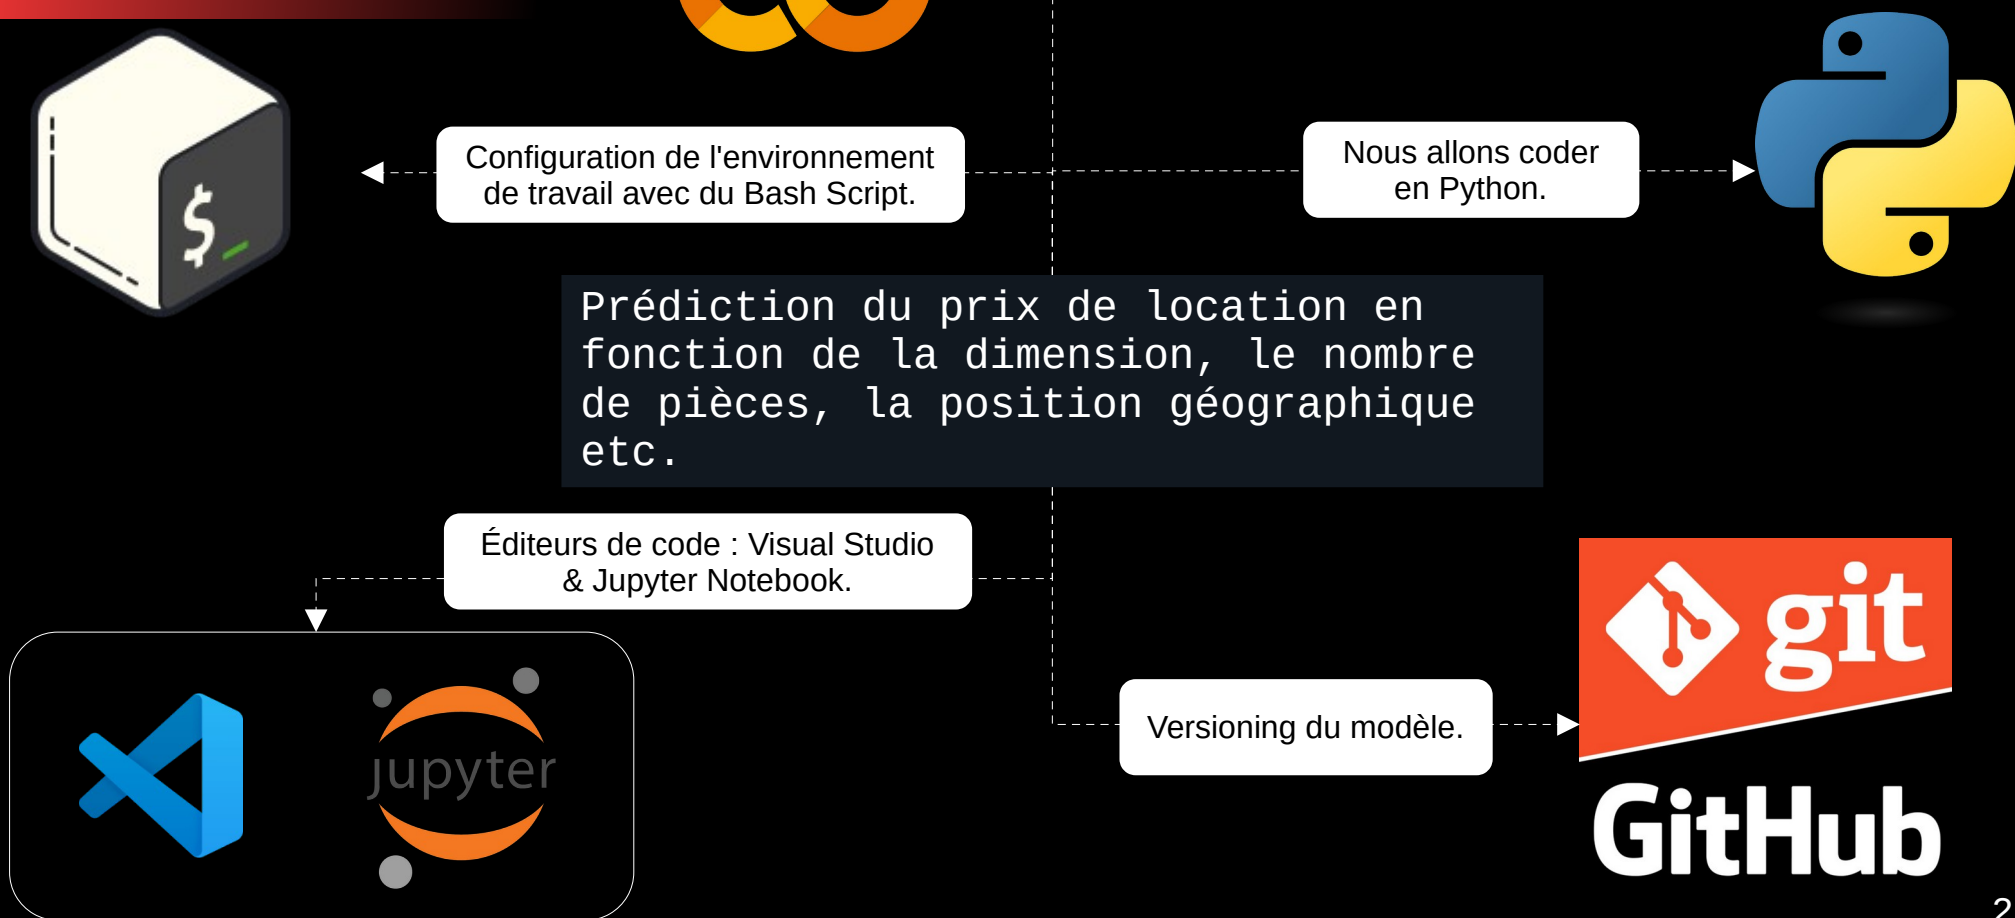 Configuration de l'environnement
de travail avec du Bash Script.
Nous allons coder
en Python.
$_
Prédiction du prix de location en
fonction de la dimension, le nombre
de pièces, la position géographique
etc.
Éditeurs de code : Visual Studio
& Jupyter Notebook.
jupyter
Versioning du modèle.
git
GitHub
2